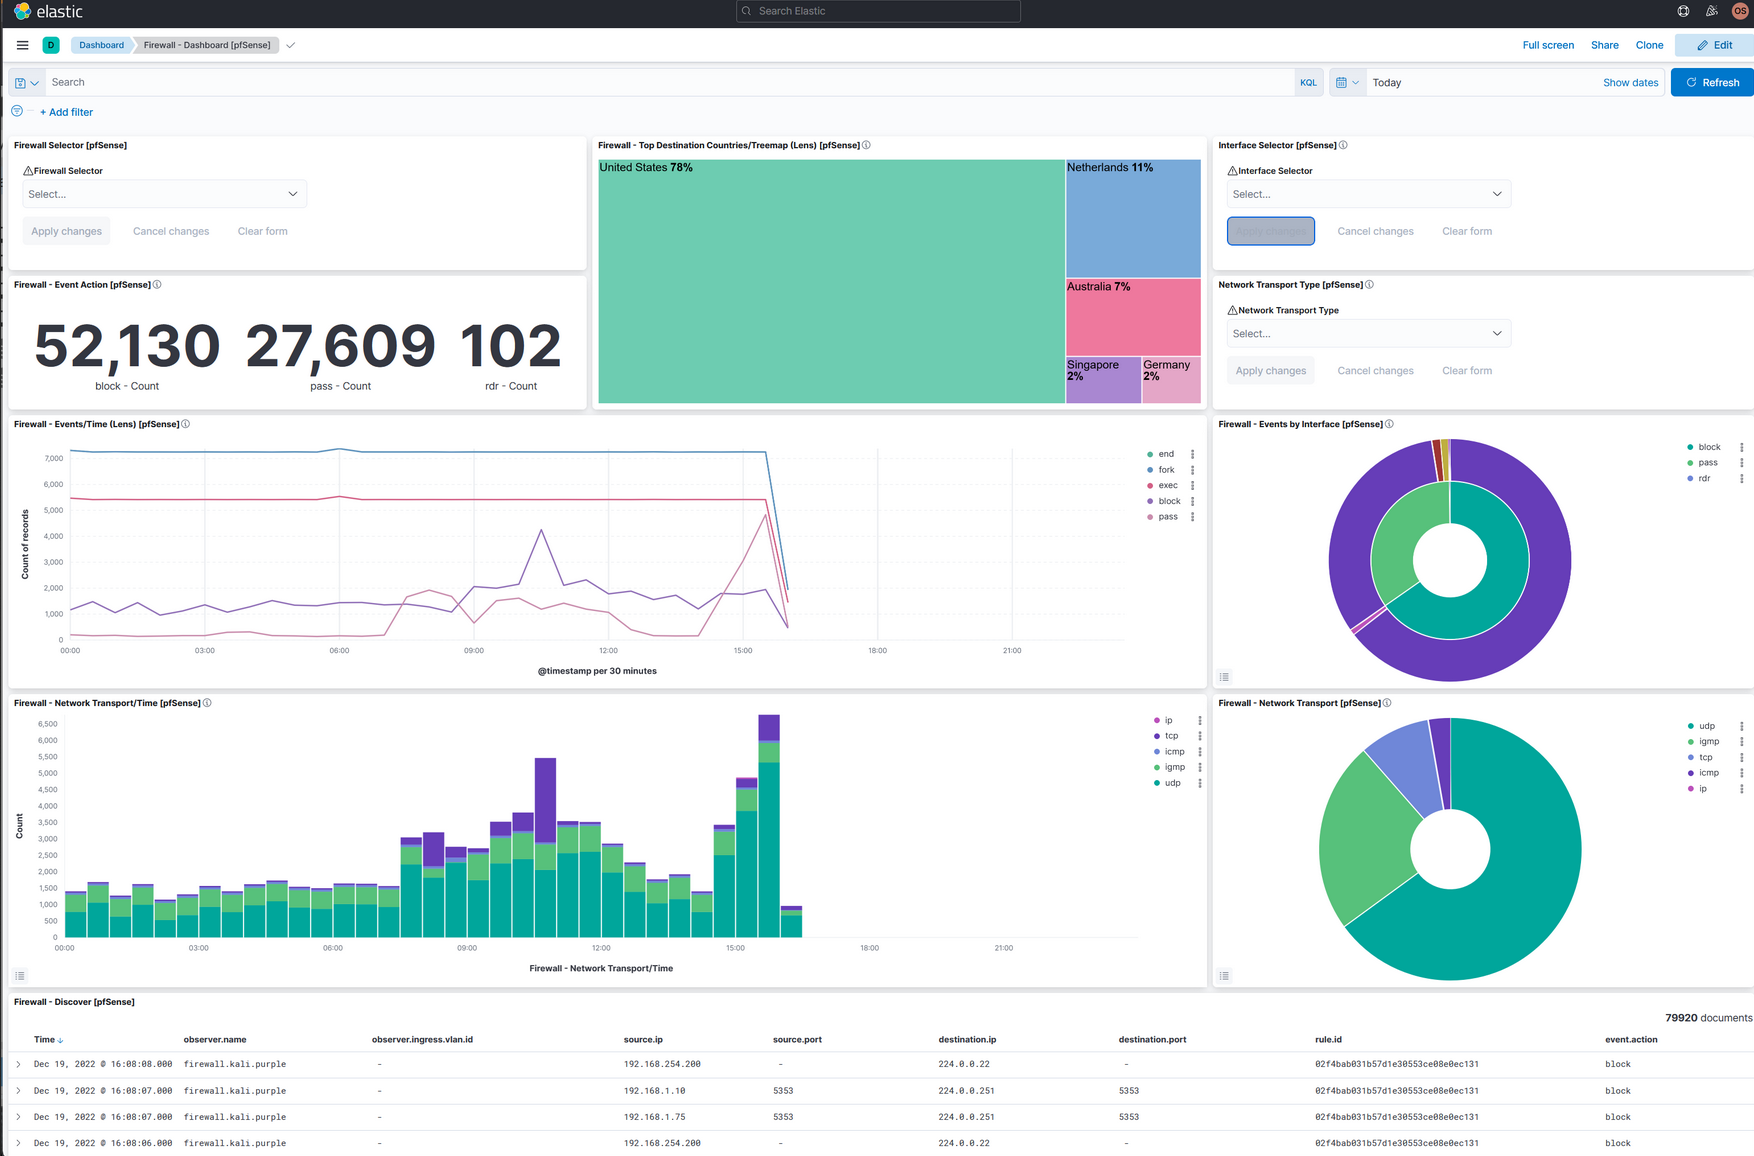 elastic
Search Elastic
OS
D
Dashboard
Firewall - Dashboard [pfSense]
Full screen
Share
Clone
Edit
Search
KQL
Today
Show dates
Refresh
+ Add filter
Firewall Selector [pfSense]
Firewall Selector
Select...
Apply changes
Cancel changes
Clear form
Firewall - Top Destination Countries/Treemap (Lens) [pfSense]
United States 78%
Netherlands 11%
Australia 7%
Singapore
2%
Germany
2%
Interface Selector [pfSense]
Interface Selector
Select...
Apply changes
Cancel changes
Clear form
Firewall - Event Action [pfSense]
52,130
block - Count
27,609
pass - Count
102
rdr - Count
Network Transport Type [pfSense]
Network Transport Type
Select...
Apply changes
Cancel changes
Clear form
Firewall - Events/Time (Lens) [pfSense]
Count of records
7,000
6,000
5,000
4,000
3,000
2,000
1,000
0
00:00
03:00
06:00
09:00
12:00
15:00
18:00
21:00
@timestamp per 30 minutes
end
fork
exec
block
pass
Firewall - Events by Interface [pfSense]
block
pass
rdr
Firewall - Network Transport/Time [pfSense]
Count
6,500
6,000
5,500
5,000
4,500
4,000
3,500
3,000
2,500
2,000
1,500
1,000
500
0
00:00
03:00
06:00
09:00
12:00
15:00
18:00
21:00
Firewall - Network Transport/Time
ip
tcp
icmp
igmp
udp
Firewall - Network Transport [pfSense]
udp
igmp
tcp
icmp
ip
Firewall - Discover [pfSense]
79920 documents
Time observer.name observer.ingress.vlan.id source.ip source.port destination.ip destination.port rule.id event.action
Dec 19, 2022 @ 16:08:08.000 firewall.kali.purple - 192.168.254.200 - 224.0.0.22 - 02f4bab031b57d1e30553ce08e0ec131 block
Dec 19, 2022 @ 16:08:07.000 firewall.kali.purple - 192.168.1.10 5353 224.0.0.251 5353 02f4bab031b57d1e30553ce08e0ec131 block
Dec 19, 2022 @ 16:08:07.000 firewall.kali.purple - 192.168.1.75 5353 224.0.0.251 5353 02f4bab031b57d1e30553ce08e0ec131 block
Dec 19, 2022 @ 16:08:06.000 firewall.kali.purple - 192.168.254.200 - 224.0.0.22 - 02f4bab031b57d1e30553ce08e0ec131 block